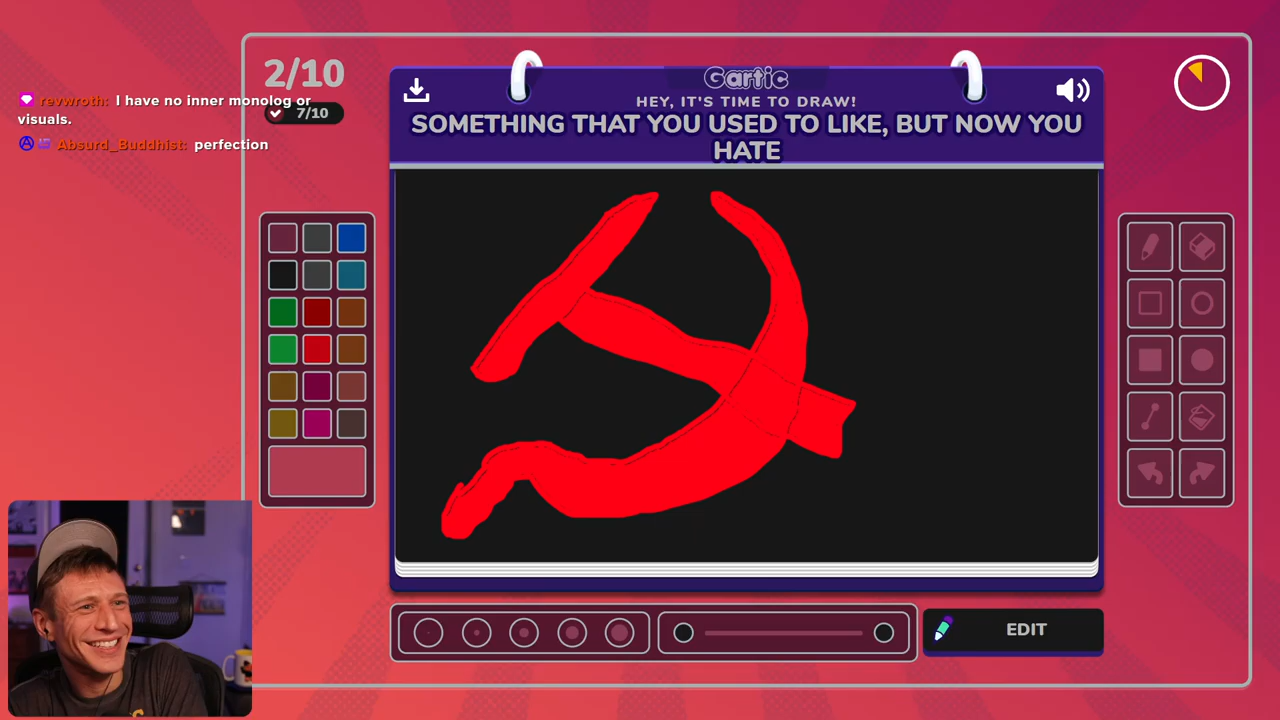 2/10
7/10
revwroth: I have no inner monolog or
visuals.
Absurd_Buddhist: perfection
Gartic
HEY, IT'S TIME TO DRAW!
SOMETHING THAT YOU USED TO LIKE, BUT NOW YOU
HATE
EDIT